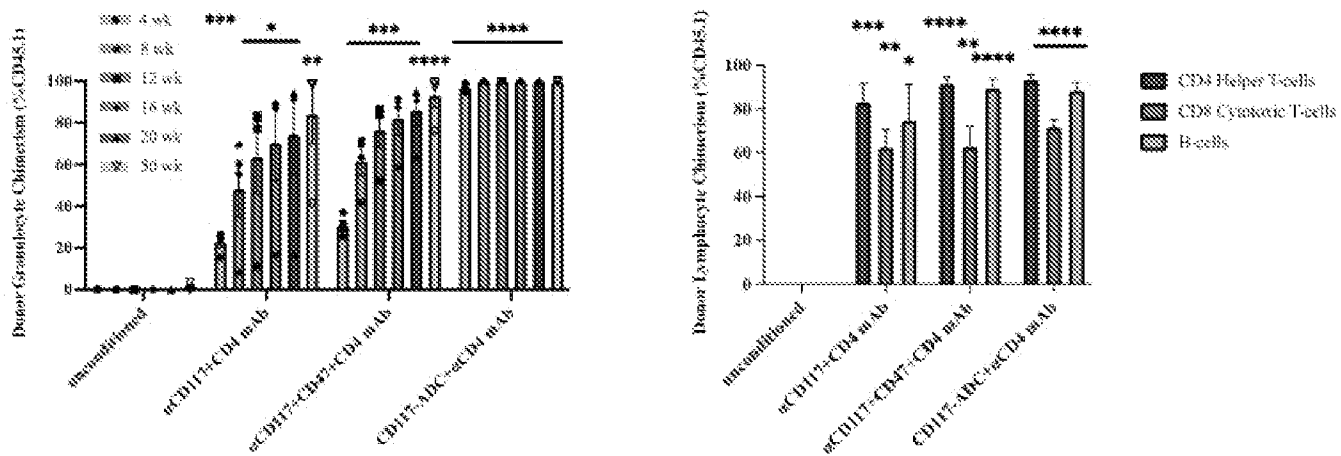 ***
*
**
***
****
****
4 wk
8 wk
12 wk
16 wk
20 wk
50 wk
Donor Granulocyte Chimerism (%CD45.1)
100
80
60
40
20
0
unconditioned
αCD117+CD4 mAb
αCD117+CD47+CD4 mAb
CD117-ADC+αCD4 mAb
***
**
*
****
**
****
****
Donor Lymphocyte Chimerism (%CD45.1)
100
80
60
40
20
0
unconditioned
αCD117+CD4 mAb
αCD117+CD47+CD4 mAb
CD117-ADC+αCD4 mAb
CD4 Helper T-cells
CD8 Cytotoxic T-cells
B-cells